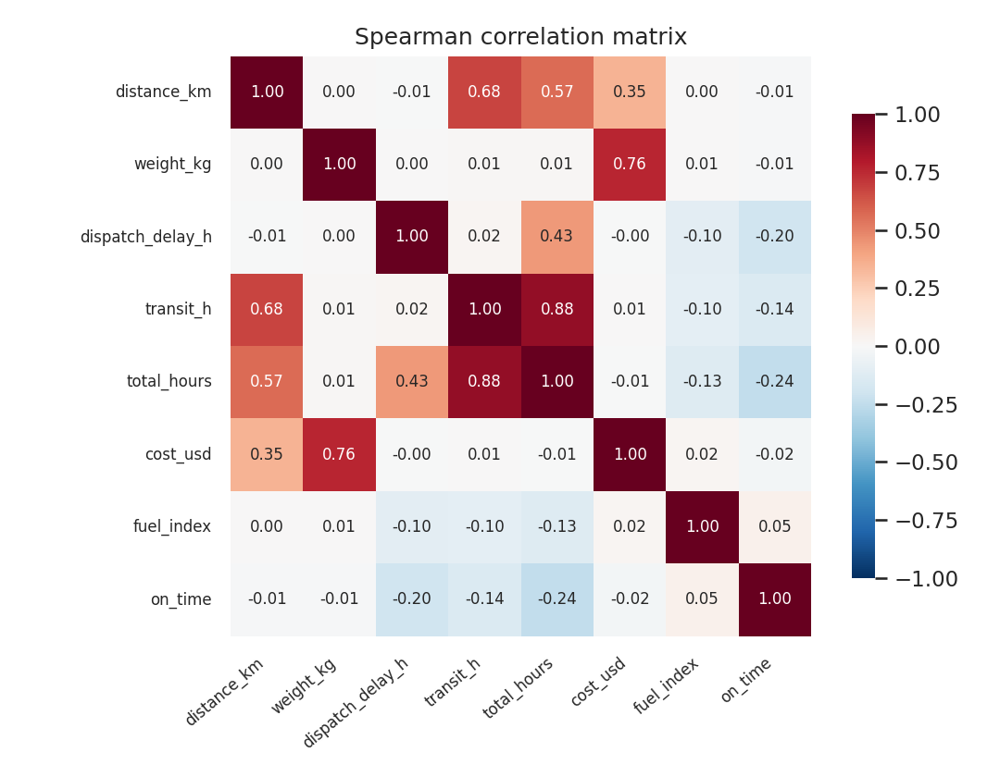 Spearman correlation matrix
distance_km 1.00 0.00 -0.01 0.68 0.57 0.35 0.00 -0.01
weight_kg 0.00 1.00 0.00 0.01 0.01 0.76 0.01 -0.01
dispatch_delay_h -0.01 0.00 1.00 0.02 0.43 -0.00 -0.10 -0.20
transit_h 0.68 0.01 0.02 1.00 0.88 0.01 -0.10 -0.14
total_hours 0.57 0.01 0.43 0.88 1.00 -0.01 -0.13 -0.24
cost_usd 0.35 0.76 -0.00 0.01 -0.01 1.00 0.02 -0.02
fuel_index 0.00 0.01 -0.10 -0.10 -0.13 0.02 1.00 0.05
on_time -0.01 -0.01 -0.20 -0.14 -0.24 -0.02 0.05 1.00
distance_km weight_kg dispatch_delay_h transit_h total_hours cost_usd fuel_index on_time
1.00
0.75
0.50
0.25
0.00
−0.25
−0.50
−0.75
−1.00